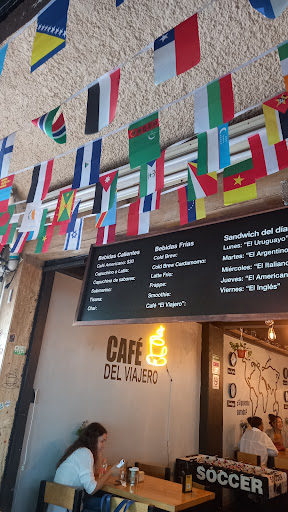 Bebidas Calientes
Café Americano: $30
Capuchino o Latte:
Capuchino de sabores:
Submarino:
Tisana:
Chai:
Bebidas Frías
Cold Brew:
Cold Brew Cardamomo:
Latte Frío:
Frappe:
Smoothie:
Café "El Viajero":
Sandwich del día
Lunes: "El Uruguayo"
Martes: "El Argentino
Miércoles: "El Italiano
Jueves: "El American
Viernes: "El Inglés"
CAFÉ
DEL VIAJERO
SOCCER